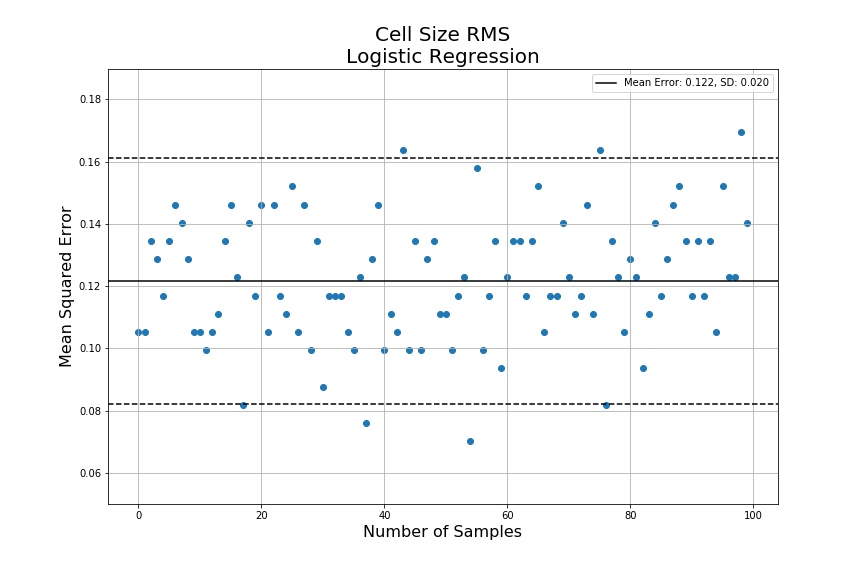 Cell Size RMS
Logistic Regression
Mean Error: 0.122, SD: 0.020
Mean Squared Error
0.18
0.16
0.14
0.12
0.10
0.08
0.06
0
20
40
60
80
100
Number of Samples